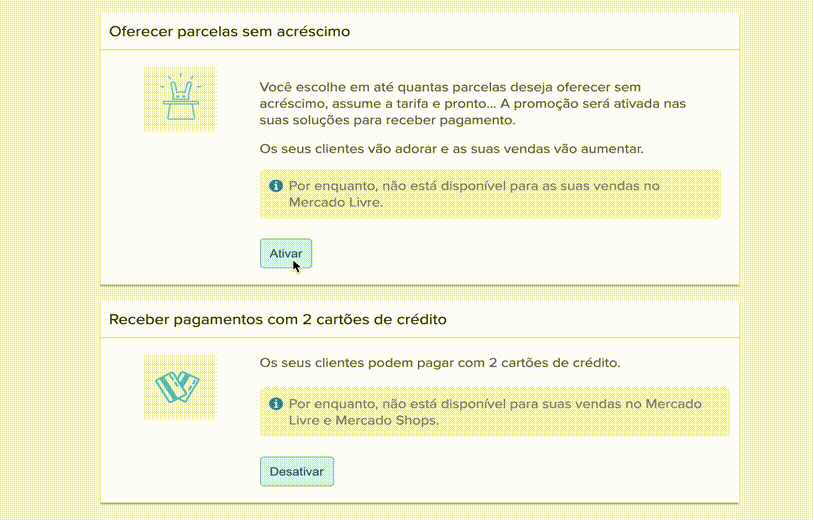 Oferecer parcelas sem acréscimo
Você escolhe em até quantas parcelas deseja oferecer sem
acréscimo, assume a tarifa e pronto... A promoção será ativada nas
suas soluções para receber pagamento.
Os seus clientes vão adorar e as suas vendas vão aumentar.
Por enquanto, não está disponível para as suas vendas no
Mercado Livre.
Ativar
Receber pagamentos com 2 cartões de crédito
Os seus clientes podem pagar com 2 cartões de crédito.
Por enquanto, não está disponível para suas vendas no Mercado
Livre e Mercado Shops.
Desativar